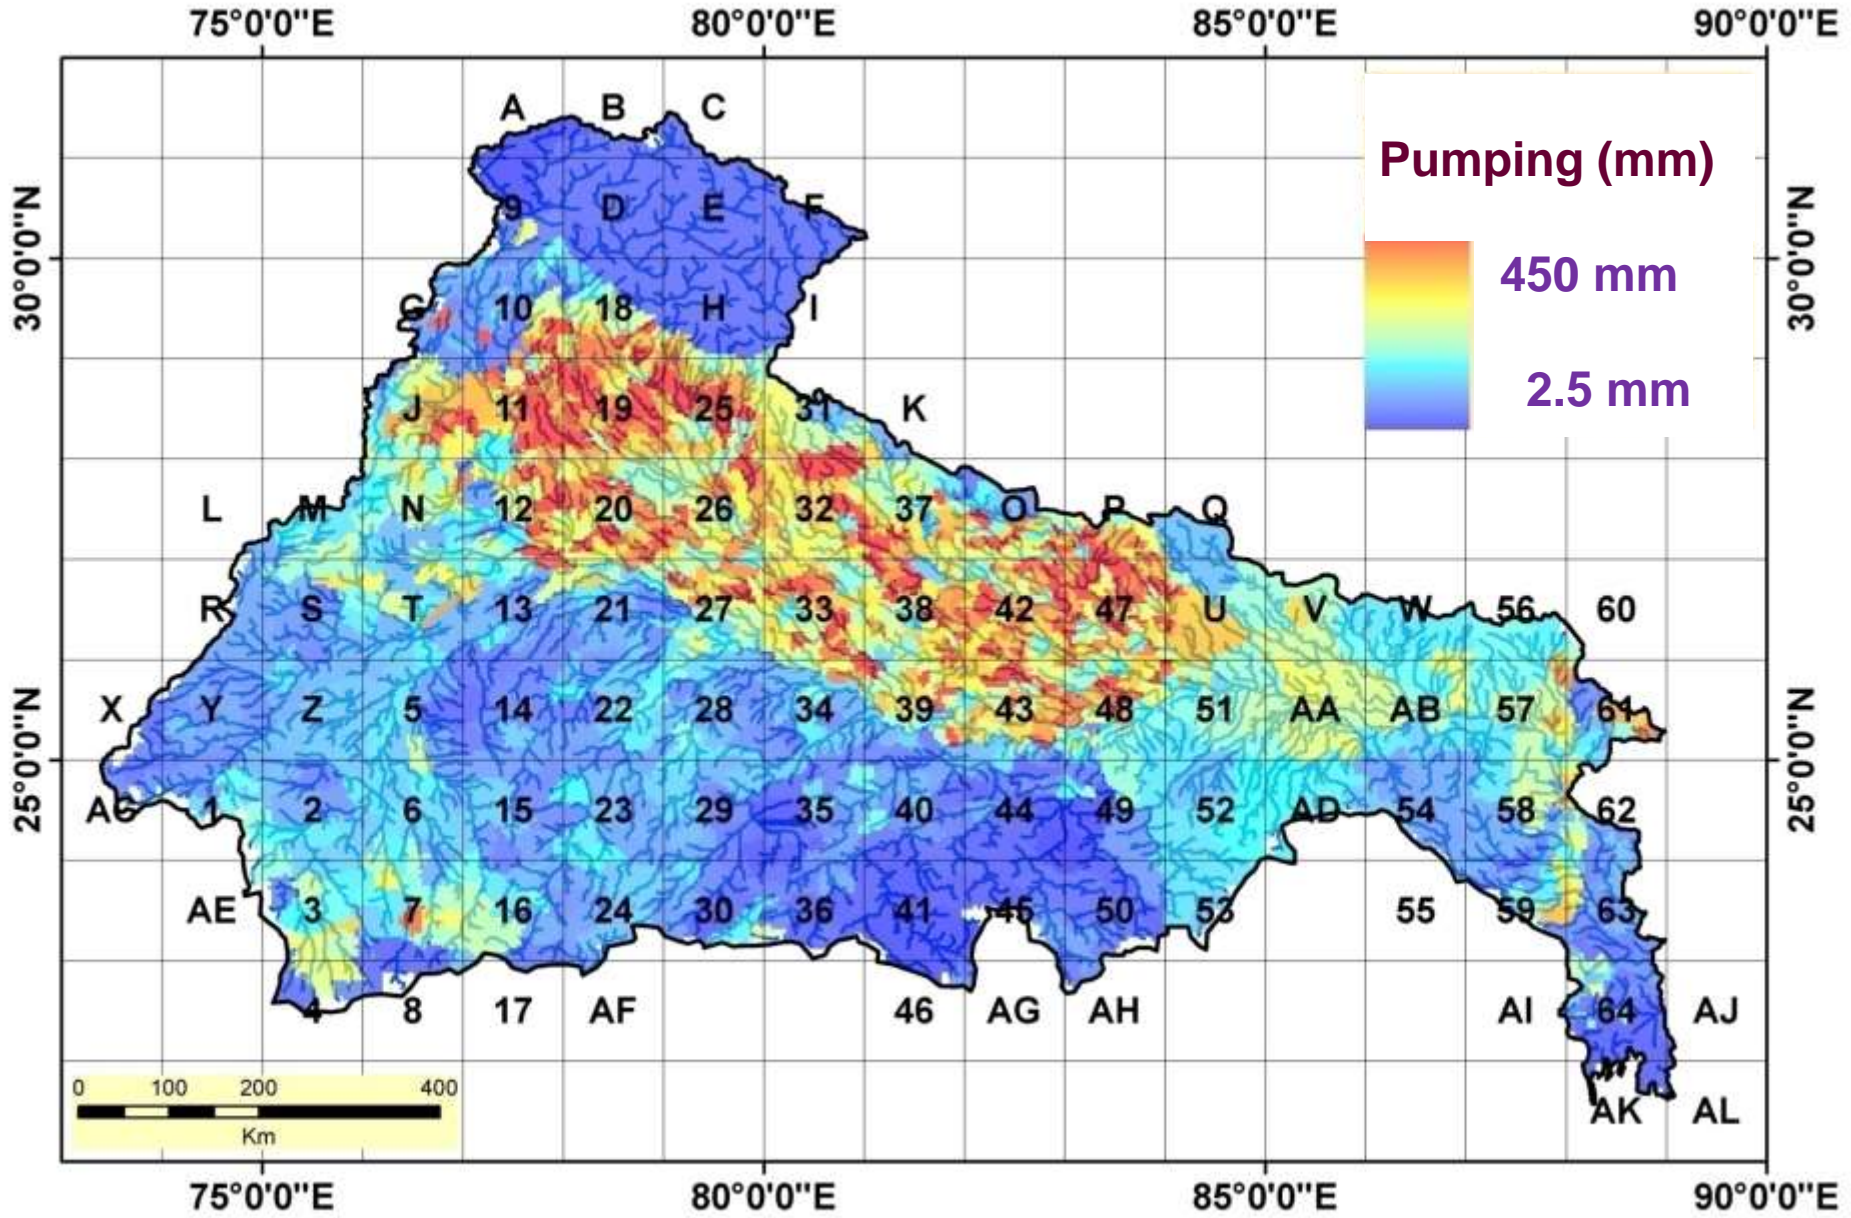 75°0'0"E 80°0'0"E 85°0'0"E 90°0'0"E
A B C
Pumping (mm)
30°0'0"N 9 D E F 30°0'0"N
450 mm
G 10 18 H I
2.5 mm
J 11 19 25 31 K
L M N 12 20 26 32 37 O P Q
R S T 13 21 27 33 38 42 47 U V W 56 60
X Y Z 5 14 22 28 34 39 43 48 51 AA AB 57 61
25°0'0"N 25°0'0"N
AC 1 2 6 15 23 29 35 40 44 49 52 AD 54 58 62
AE 3 7 16 24 30 36 41 45 50 53 55 59 63
4 8 17 AF 46 AG AH AI 64 AJ
0 100 200 400
Km
AK AL
75°0'0"E 80°0'0"E 85°0'0"E 90°0'0"E